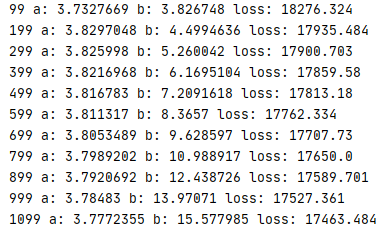 99 a: 3.7327669 b: 3.826748 loss: 18276.324
199 a: 3.8297048 b: 4.4994636 loss: 17935.484
299 a: 3.825998 b: 5.260042 loss: 17900.703
399 a: 3.8216968 b: 6.1695104 loss: 17859.58
499 a: 3.816783 b: 7.2091618 loss: 17813.18
599 a: 3.811317 b: 8.3657 loss: 17762.334
699 a: 3.8053489 b: 9.628597 loss: 17707.73
799 a: 3.7989202 b: 10.988917 loss: 17650.0
899 a: 3.7920692 b: 12.438726 loss: 17589.701
999 a: 3.78483 b: 13.97071 loss: 17527.361
1099 a: 3.7772355 b: 15.577985 loss: 17463.484